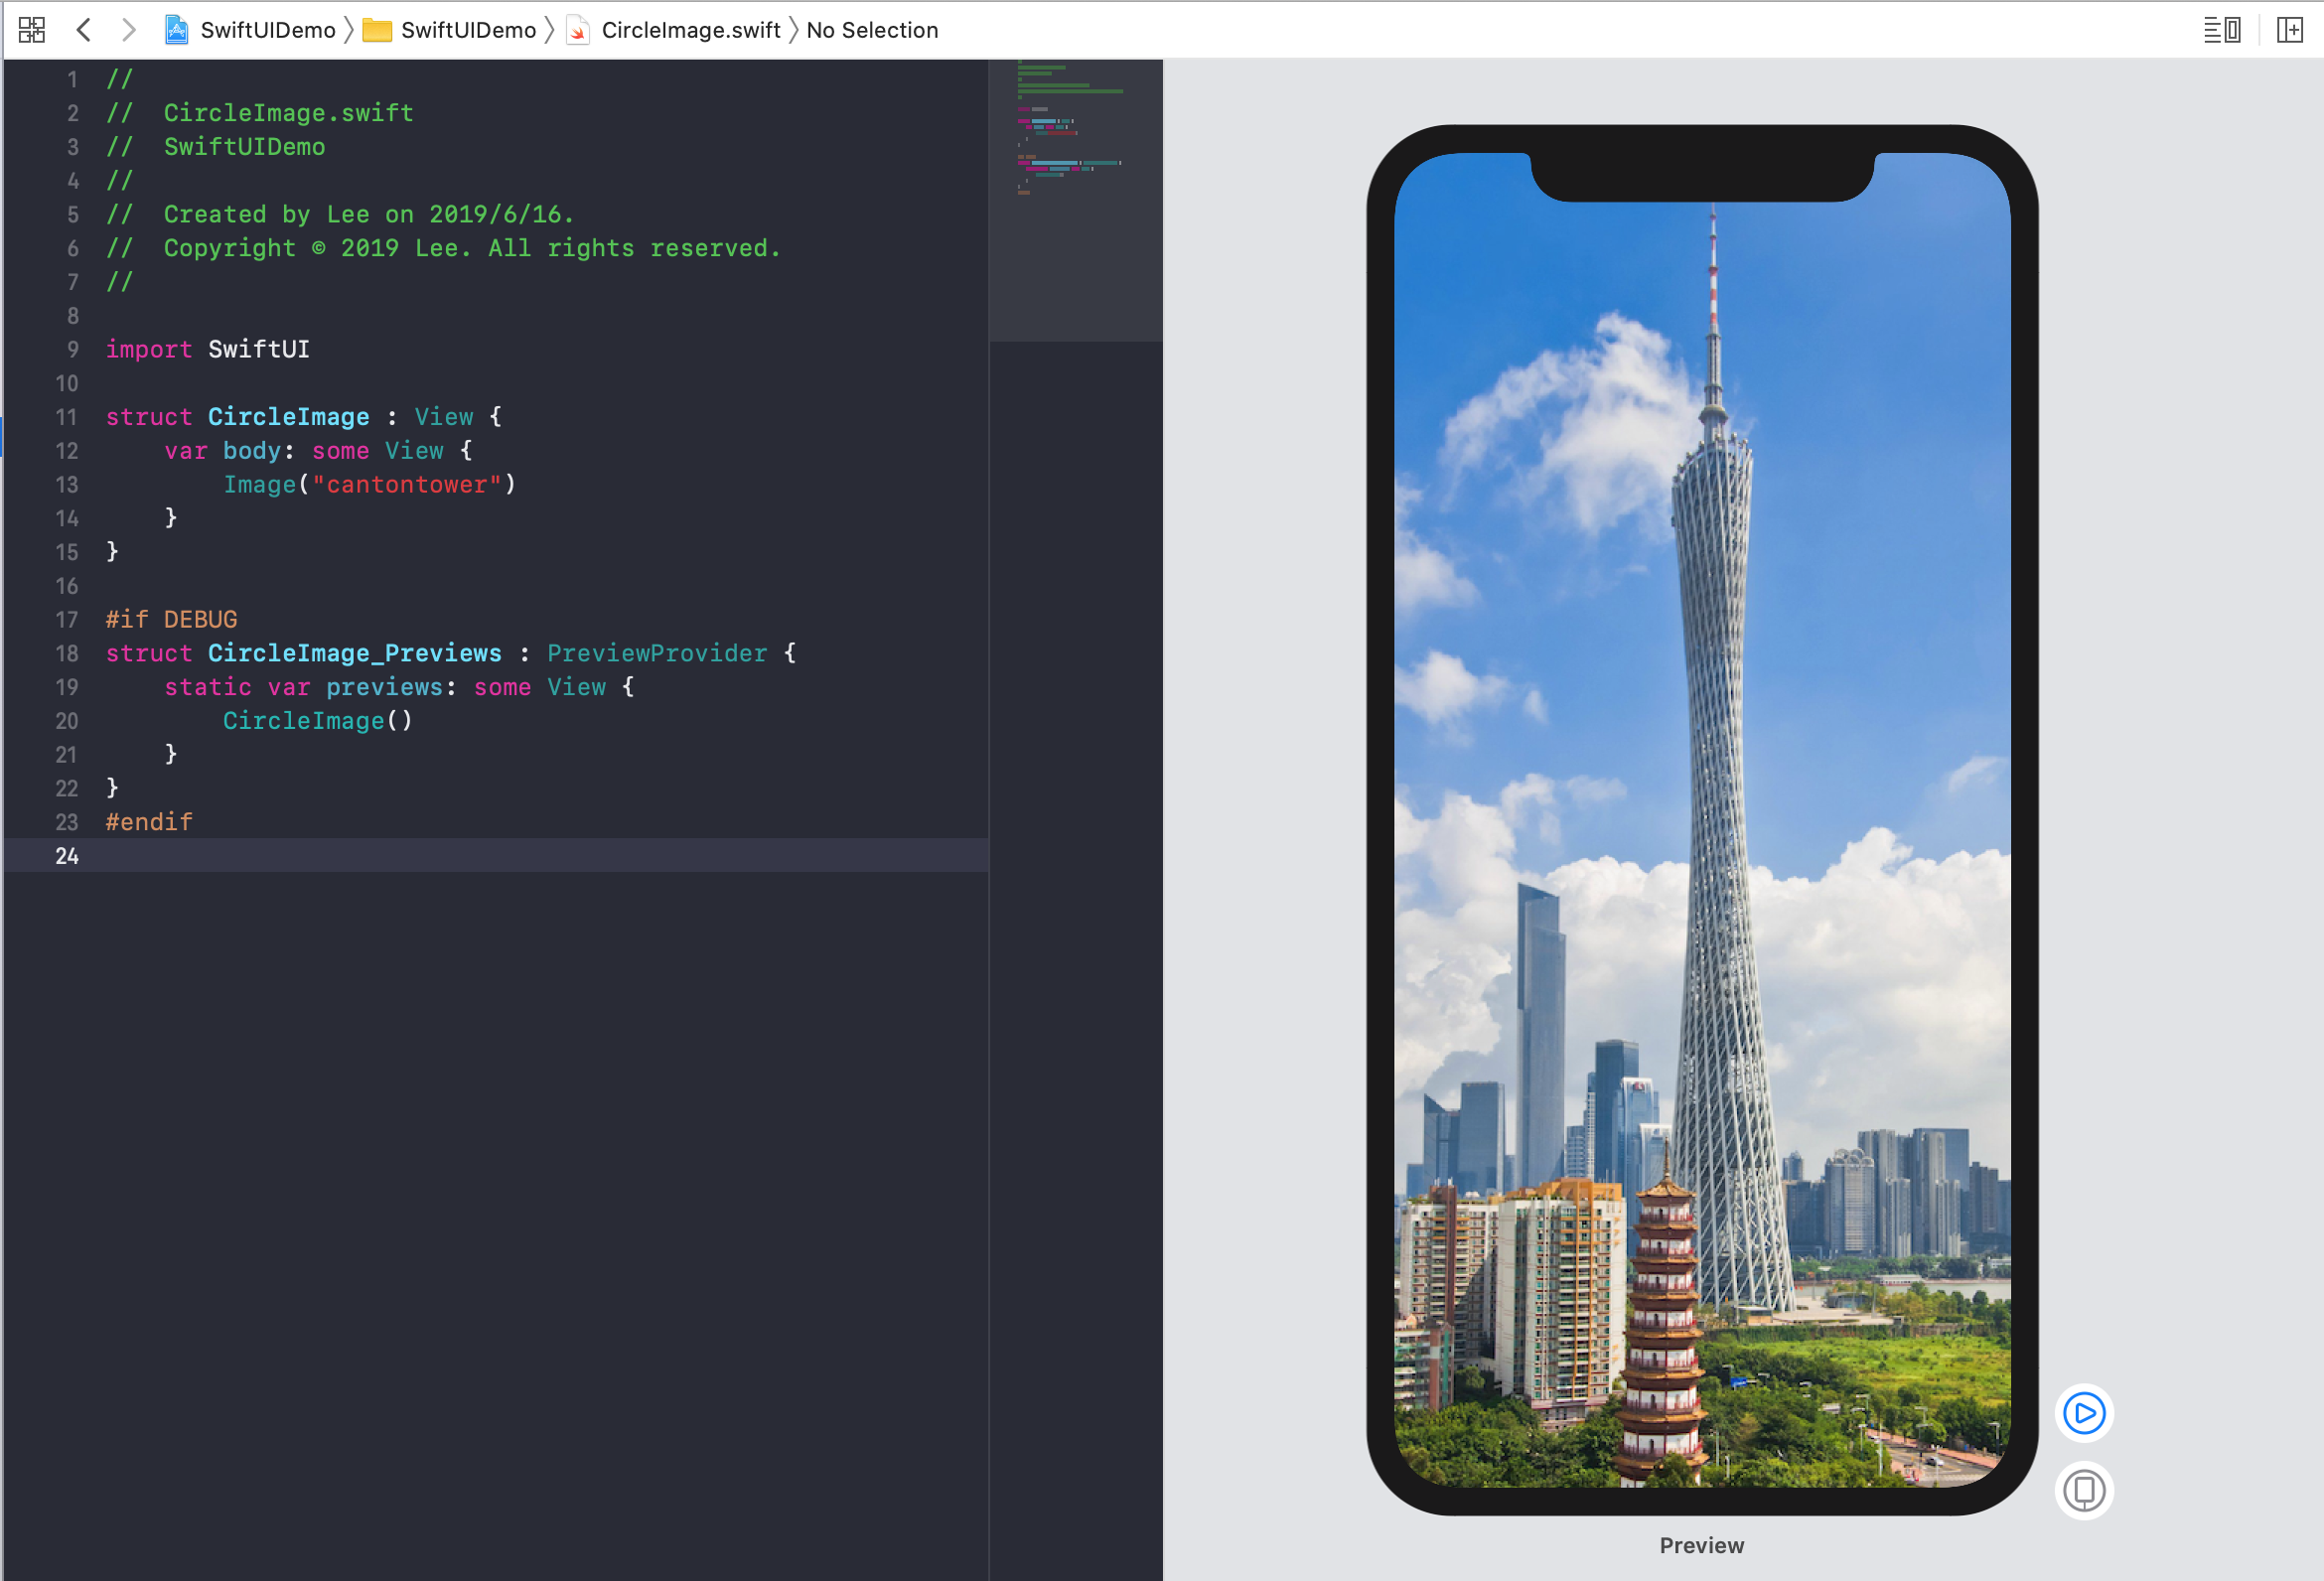 SwiftUIDemo 〉 SwiftUIDemo 〉 CircleImage.swift 〉 No Selection
1 //
2 //  CircleImage.swift
3 //  SwiftUIDemo
4 //
5 //  Created by Lee on 2019/6/16.
6 //  Copyright © 2019 Lee. All rights reserved.
7 //
8
9 import SwiftUI
10
11 struct CircleImage : View {
12     var body: some View {
13         Image("cantontower")
14     }
15 }
16
17 #if DEBUG
18 struct CircleImage_Previews : PreviewProvider {
19     static var previews: some View {
20         CircleImage()
21     }
22 }
23 #endif
24
Preview